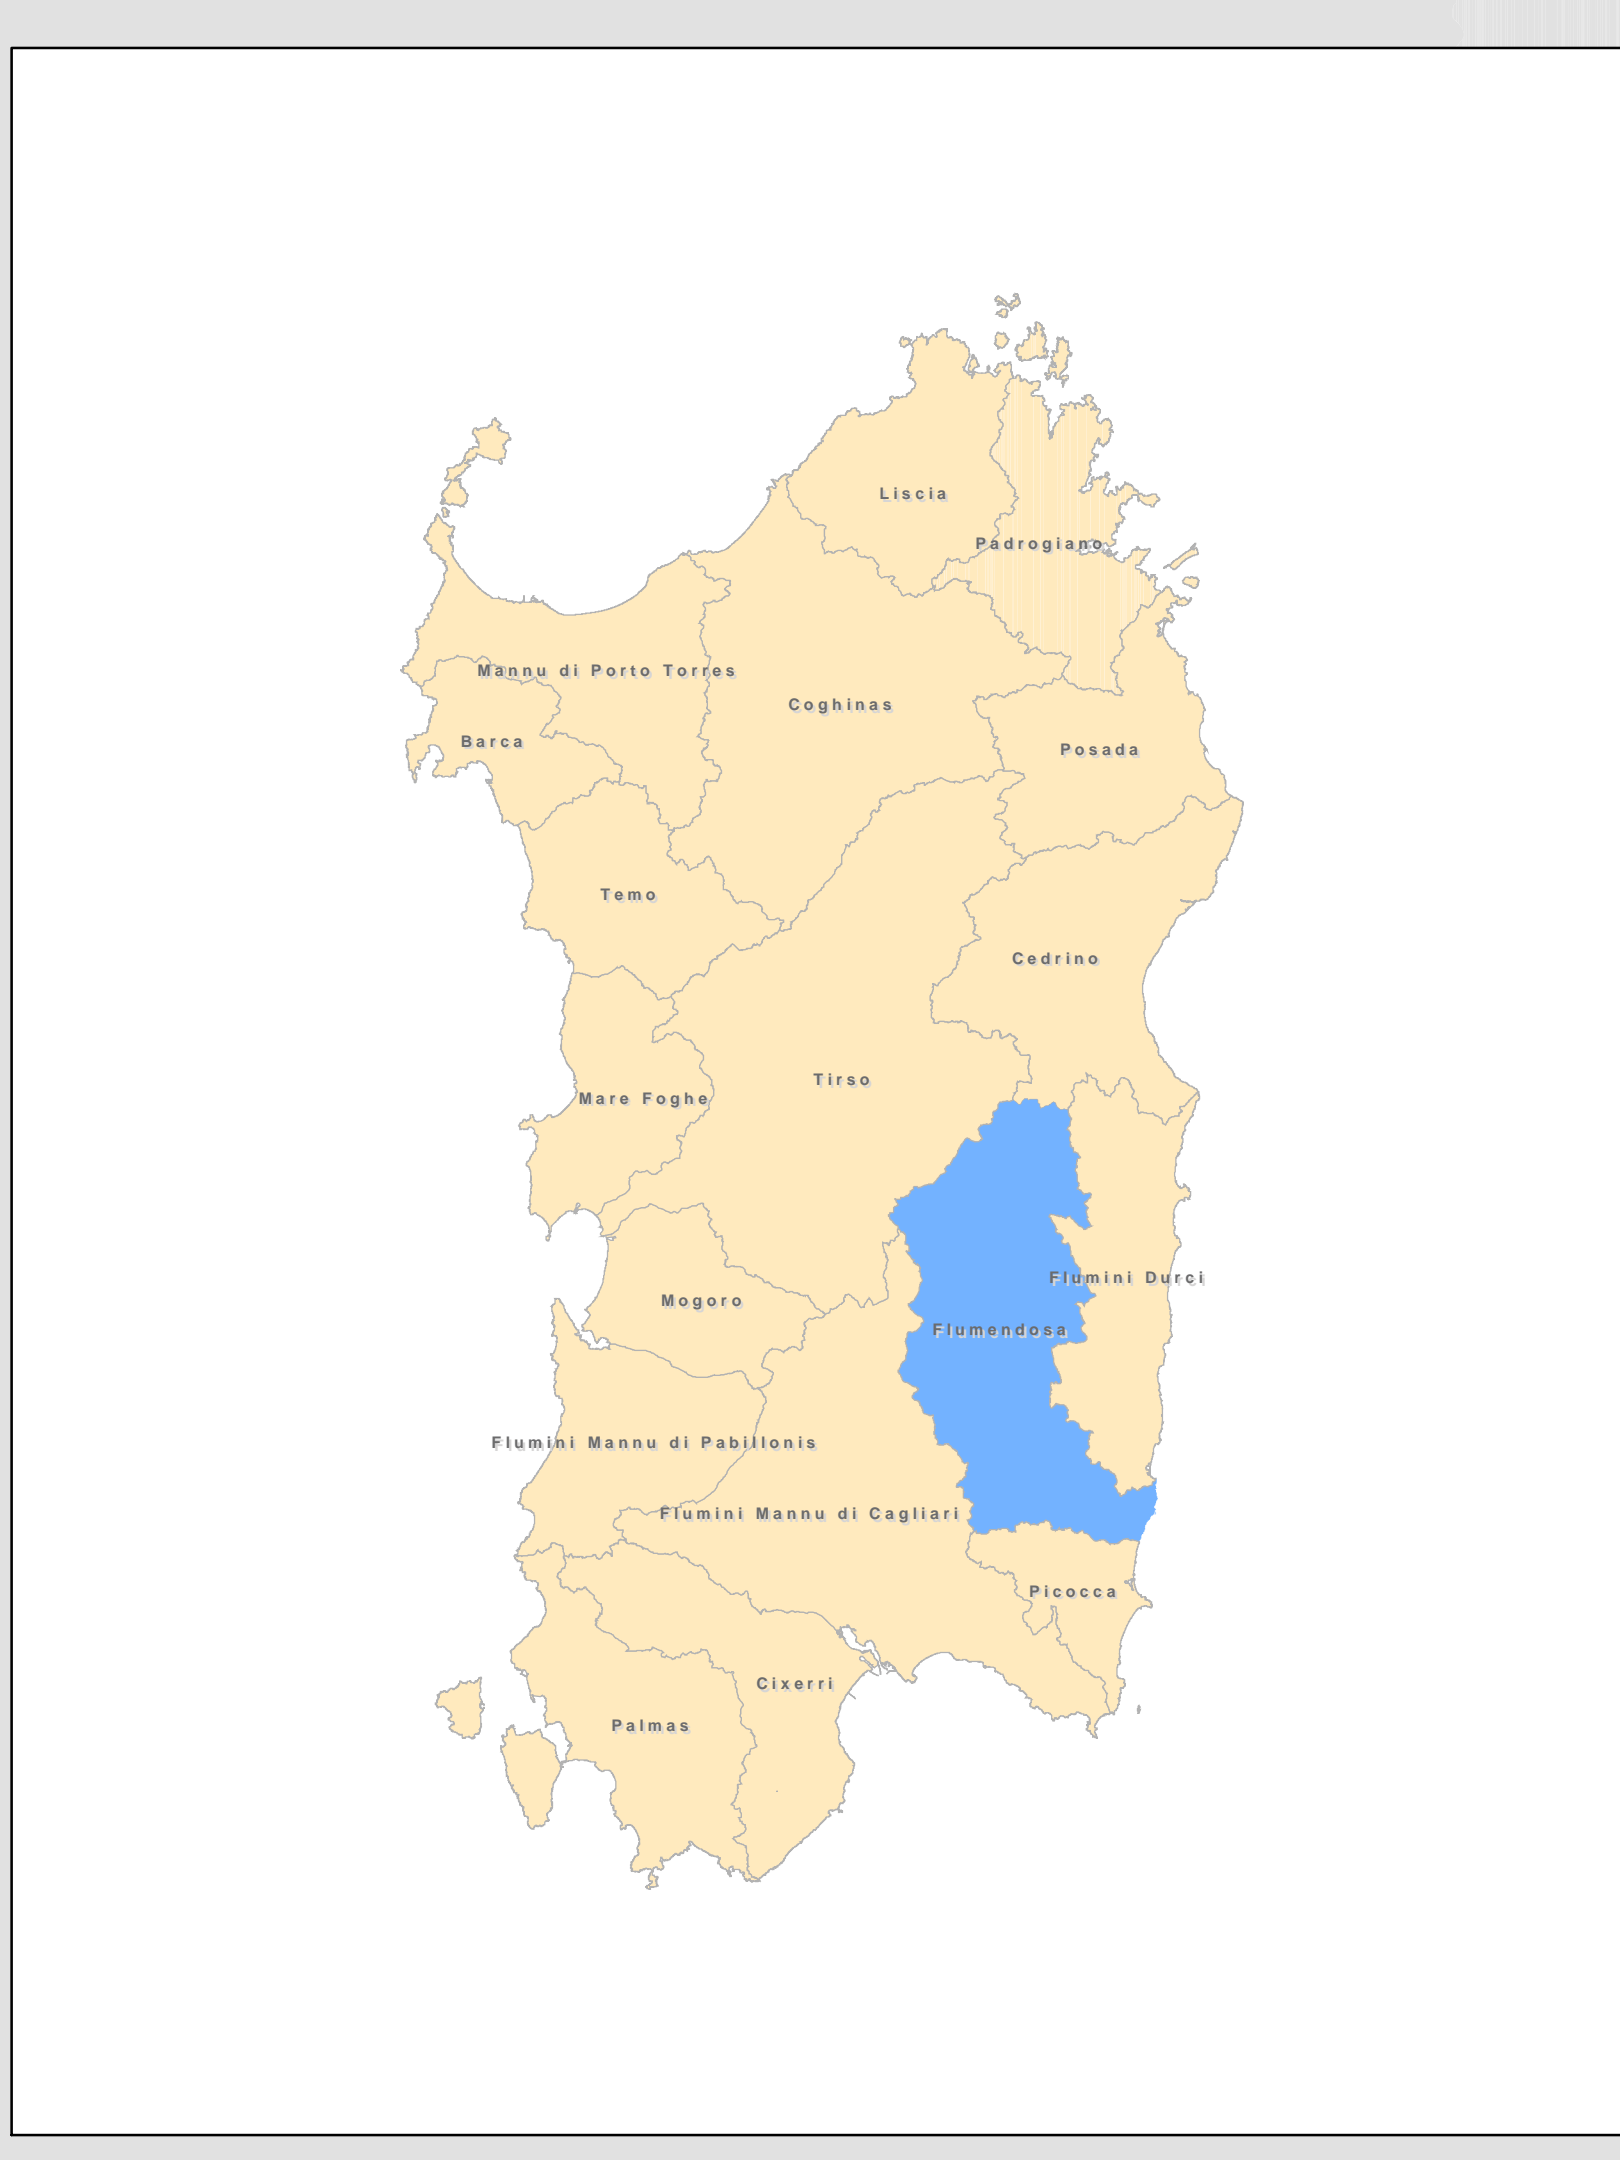 Liscia
Padrogiano
Mannu di Porto Torres
Coghinas
Barca
Posada
Temo
Cedrino
Tirso
Mare Foghe
Flumini Durci
Mogoro
Flumendosa
Flumini Mannu di Pabillonis
Flumini Mannu di Cagliari
Picocca
Cixerri
Palmas